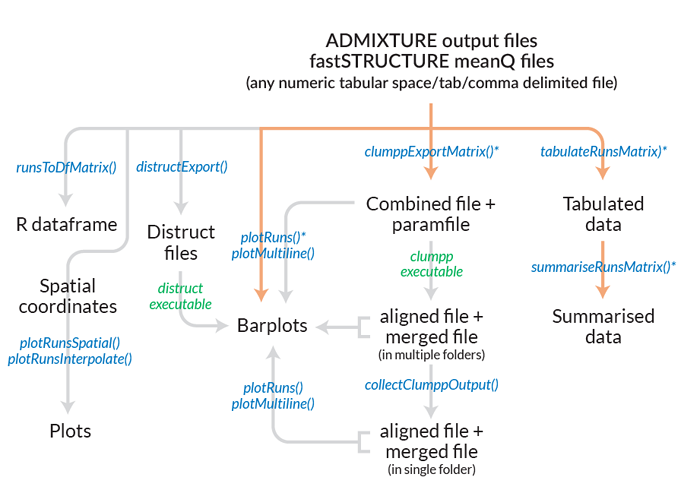 ADMIXTURE output files
fastSTRUCTURE meanQ files
(any numeric tabular space/tab/comma delimited file)
runsToDfMatrix()
distructExport()
clumppExportMatrix()*
tabulateRunsMatrix)*
R dataframe
Distruct
files
plotRuns()*
plotMultiline()
Combined file +
paramfile
Tabulated
data
clumpp
executable
summariseRunsMatrix()*
Spatial
coordinates
distruct
executable
Barplots
aligned file +
merged file
(in multiple folders)
Summarised
data
plotRunsSpatial()
plotRunsInterpolate()
plotRuns()
plotMultiline()
collectClumppOutput()
Plots
aligned file +
merged file
(in single folder)